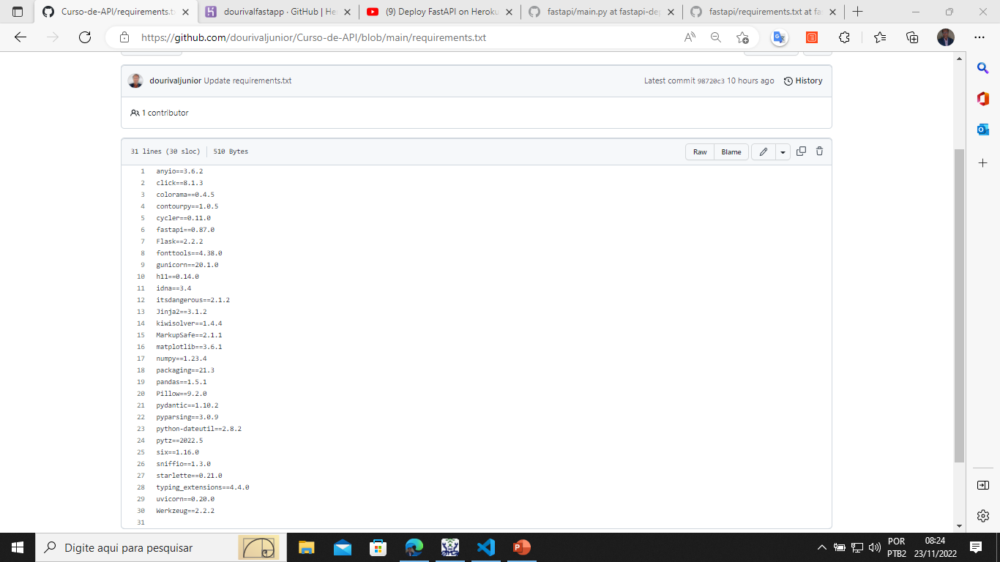 Curso-de-API/requirements.tx
dourivalfastapp · GitHub | He
(9) Deploy FastAPI on Heroku
fastapi/main.py at fastapi-dep
fastapi/requirements.txt at fas
https://github.com/dourivaljunior/Curso-de-API/blob/main/requirements.txt
dourivaljunior Update requirements.txt
Latest commit 98720c3 10 hours ago
History
1 contributor
31 lines (30 sloc)
510 Bytes
Raw
Blame
1 anyio==3.6.2
2 click==8.1.3
3 colorama==0.4.5
4 contourpy==1.0.5
5 cycler==0.11.0
6 fastapi==0.87.0
7 Flask==2.2.2
8 fonttools==4.38.0
9 gunicorn==20.1.0
10 h11==0.14.0
11 idna==3.4
12 itsdangerous==2.1.2
13 Jinja2==3.1.2
14 kiwisolver==1.4.4
15 MarkupSafe==2.1.1
16 matplotlib==3.6.1
17 numpy==1.23.4
18 packaging==21.3
19 pandas==1.5.1
20 Pillow==9.2.0
21 pydantic==1.10.2
22 pyparsing==3.0.9
23 python-dateutil==2.8.2
24 pytz==2022.5
25 six==1.16.0
26 sniffio==1.3.0
27 starlette==0.21.0
28 typing_extensions==4.4.0
29 uvicorn==0.20.0
30 Werkzeug==2.2.2
31
Digite aqui para pesquisar
POR
PTB2
08:24
23/11/2022